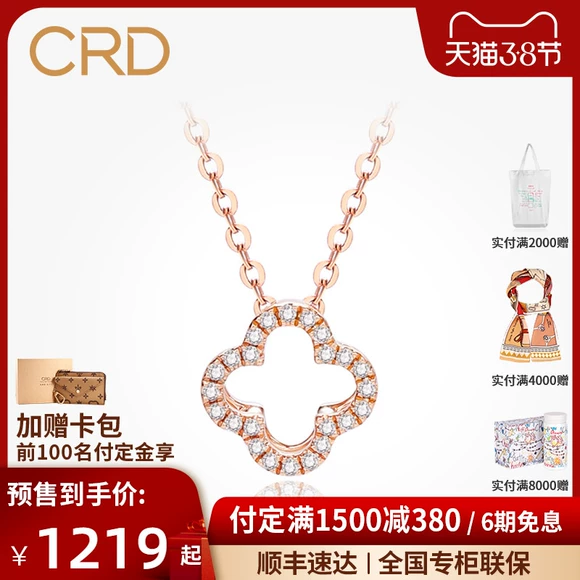 CRD
天猫3·8节
实付满2000赠
实付满4000赠
CRD
加赠卡包
前100名付定金享
实付满8000赠
预售到手价:
¥1219起
付定满1500减380 / 6期免息
顺丰速达 | 全国专柜联保